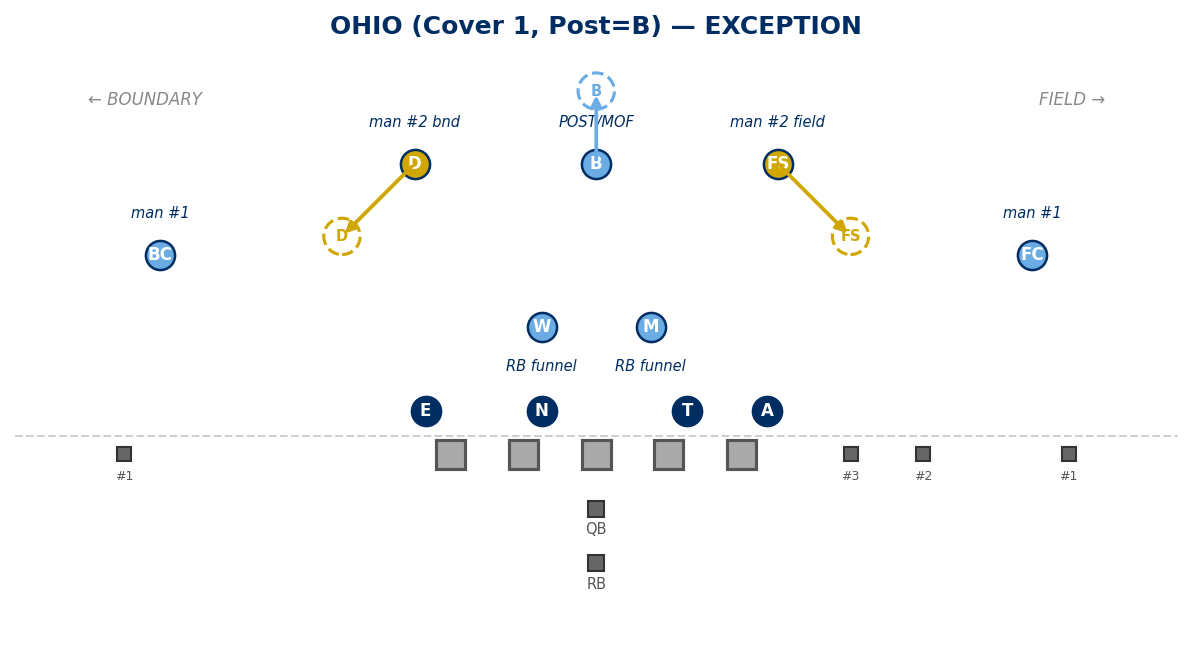 OHIO (Cover 1, Post=B) — EXCEPTION
← BOUNDARY
B
FIELD →
man #2 bnd
POST/MOF
man #2 field
D
B
FS
man #1
man #1
D
FS
BC
FC
W
M
RB funnel
RB funnel
E
N
T
A
#1
#3
#2
#1
QB
RB